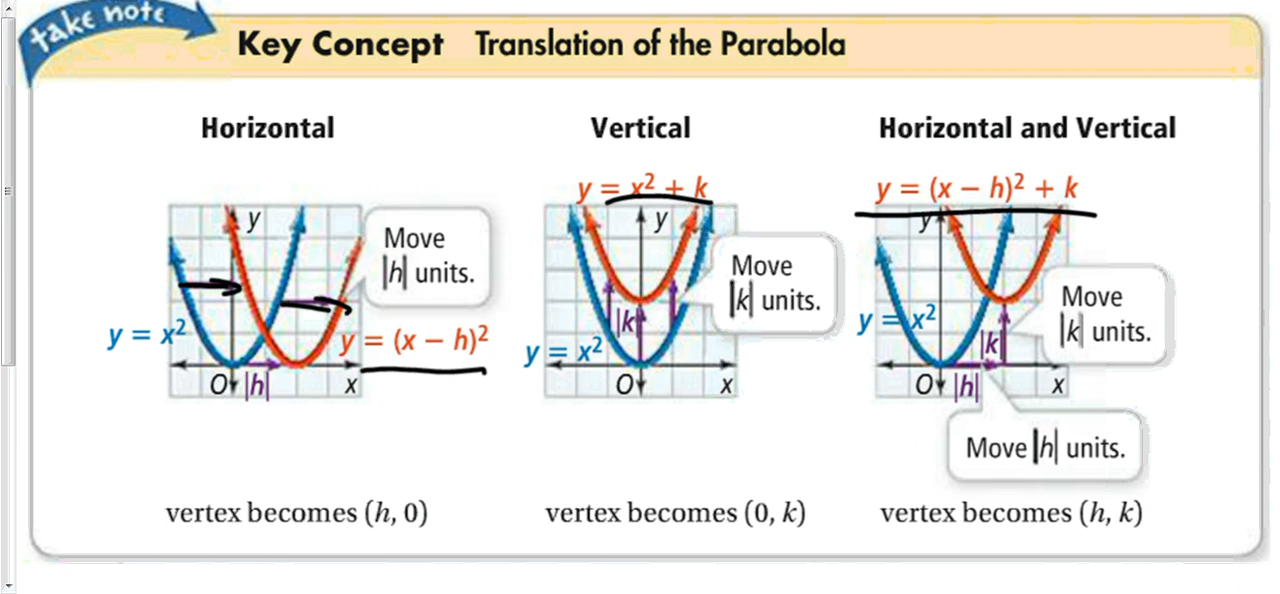 take note
Key Concept Translation of the Parabola
Horizontal
y
Move
|h| units.
y = x²
y = (x − h)²
O
|h|
x
vertex becomes (h, 0)
Vertical
y = x² + k
y
Move
|k| units.
|k|
y = x²
O
x
vertex becomes (0, k)
Horizontal and Vertical
y = (x − h)² + k
y
Move
|k| units.
y = x²
|k|
O
|h|
x
Move |h| units.
vertex becomes (h, k)